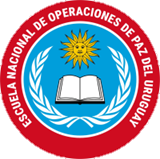 ESCUELA NACIONAL DE OPERACIONES DE PAZ DEL URUGUAY